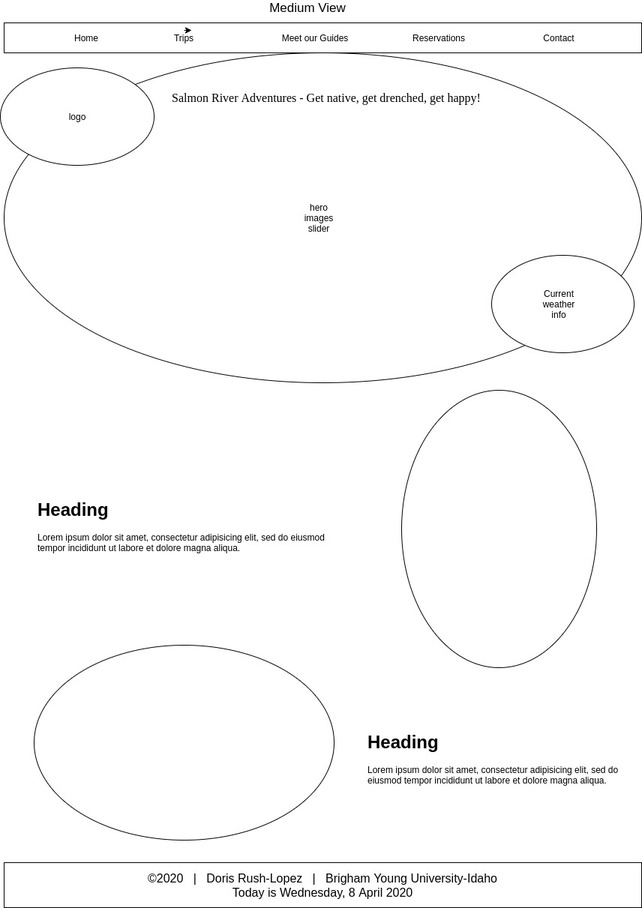 Medium View
Home Trips Meet our Guides Reservations Contact
logo
Salmon River Adventures - Get native, get drenched, get happy!
hero
images
slider
Current
weather
info
Heading
Lorem ipsum dolor sit amet, consectetur adipisicing elit, sed do eiusmod
tempor incididunt ut labore et dolore magna aliqua.
Heading
Lorem ipsum dolor sit amet, consectetur adipisicing elit, sed do
eiusmod tempor incididunt ut labore et dolore magna aliqua.
©2020 | Doris Rush-Lopez | Brigham Young University-Idaho
Today is Wednesday, 8 April 2020